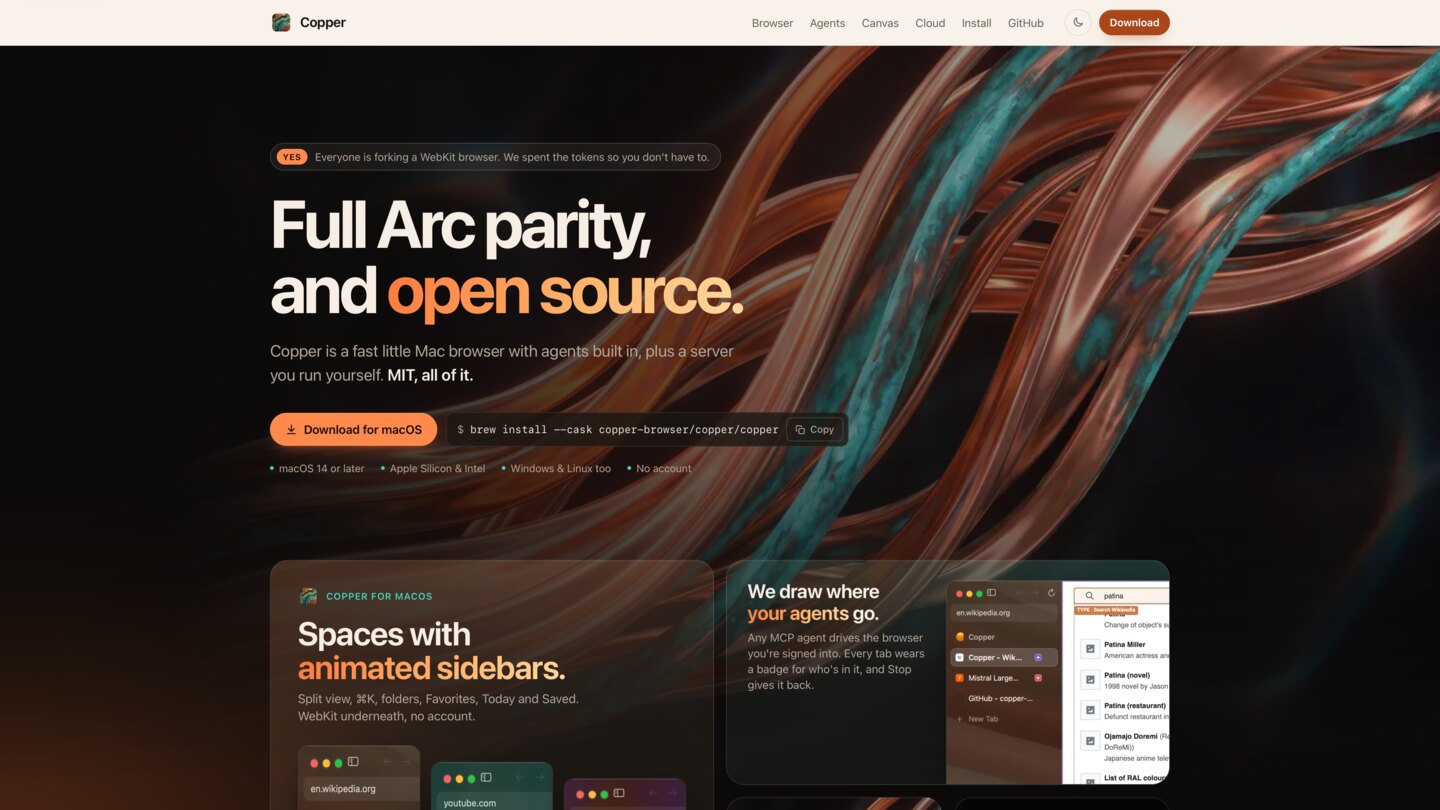 Copper
Browser Agents Canvas Cloud Install GitHub Download
YES Everyone is forking a WebKit browser. We spent the tokens so you don't have to.
Full Arc parity,
and open source.
Copper is a fast little Mac browser with agents built in, plus a server
you run yourself. MIT, all of it.
Download for macOS
$ brew install --cask copper-browser/copper/copper
Copy
macOS 14 or later
Apple Silicon & Intel
Windows & Linux too
No account
COPPER FOR MACOS
Spaces with
animated sidebars.
Split view, ⌘K, folders, Favorites, Today and Saved.
WebKit underneath, no account.
en.wikipedia.org
youtube.com
We draw where
your agents go.
Any MCP agent drives the browser
you're signed into. Every tab wears
a badge for who's in it, and Stop
gives it back.
en.wikipedia.org
Copper
Copper - Wik...
Mistral Large...
GitHub - copper-...
+ New Tab
patina
TYPE · Search Wikipedia
Change of object's su
Patina Miller
American actress and
Patina (novel)
1998 novel by Jason
Patina (restaurant)
Defunct restaurant in
Ojamajo Doremi (Re
DoReMi))
Japanese anime tele
List of RAL colour